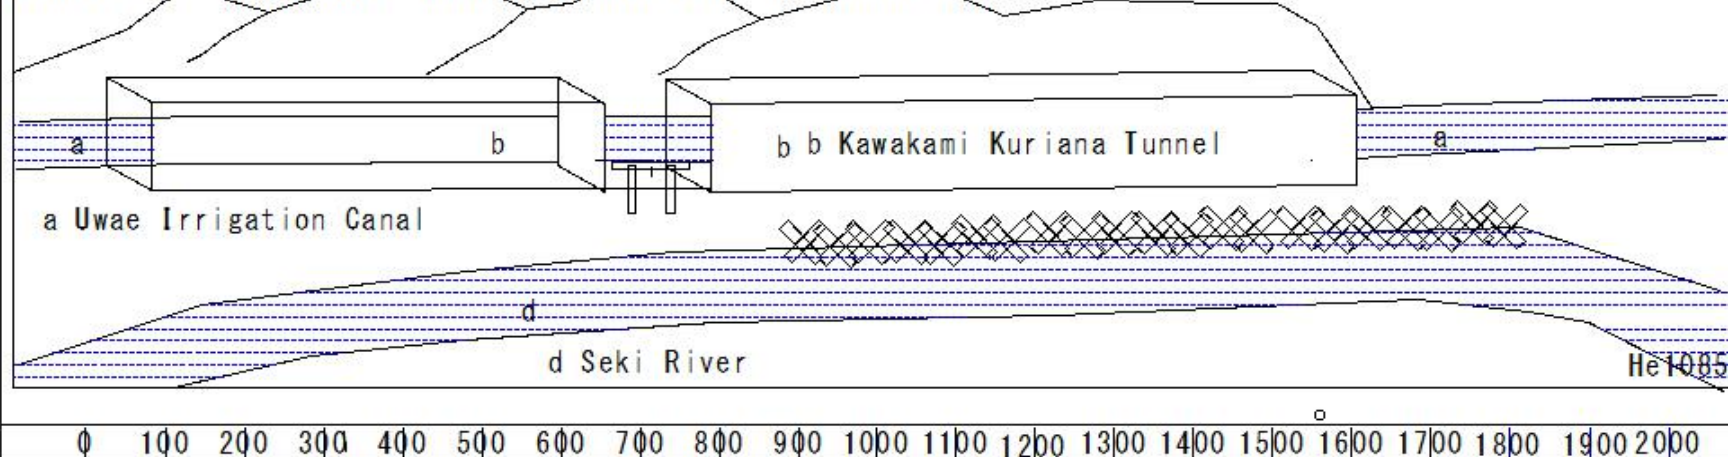 a b b b Kawakami Kuriana Tunnel a
a Uwae Irrigation Canal
d
d Seki River
He1085
0 100 200 300 400 500 600 700 800 900 1000 1100 1200 1300 1400 1500 1600 1700 1800 1900 2000